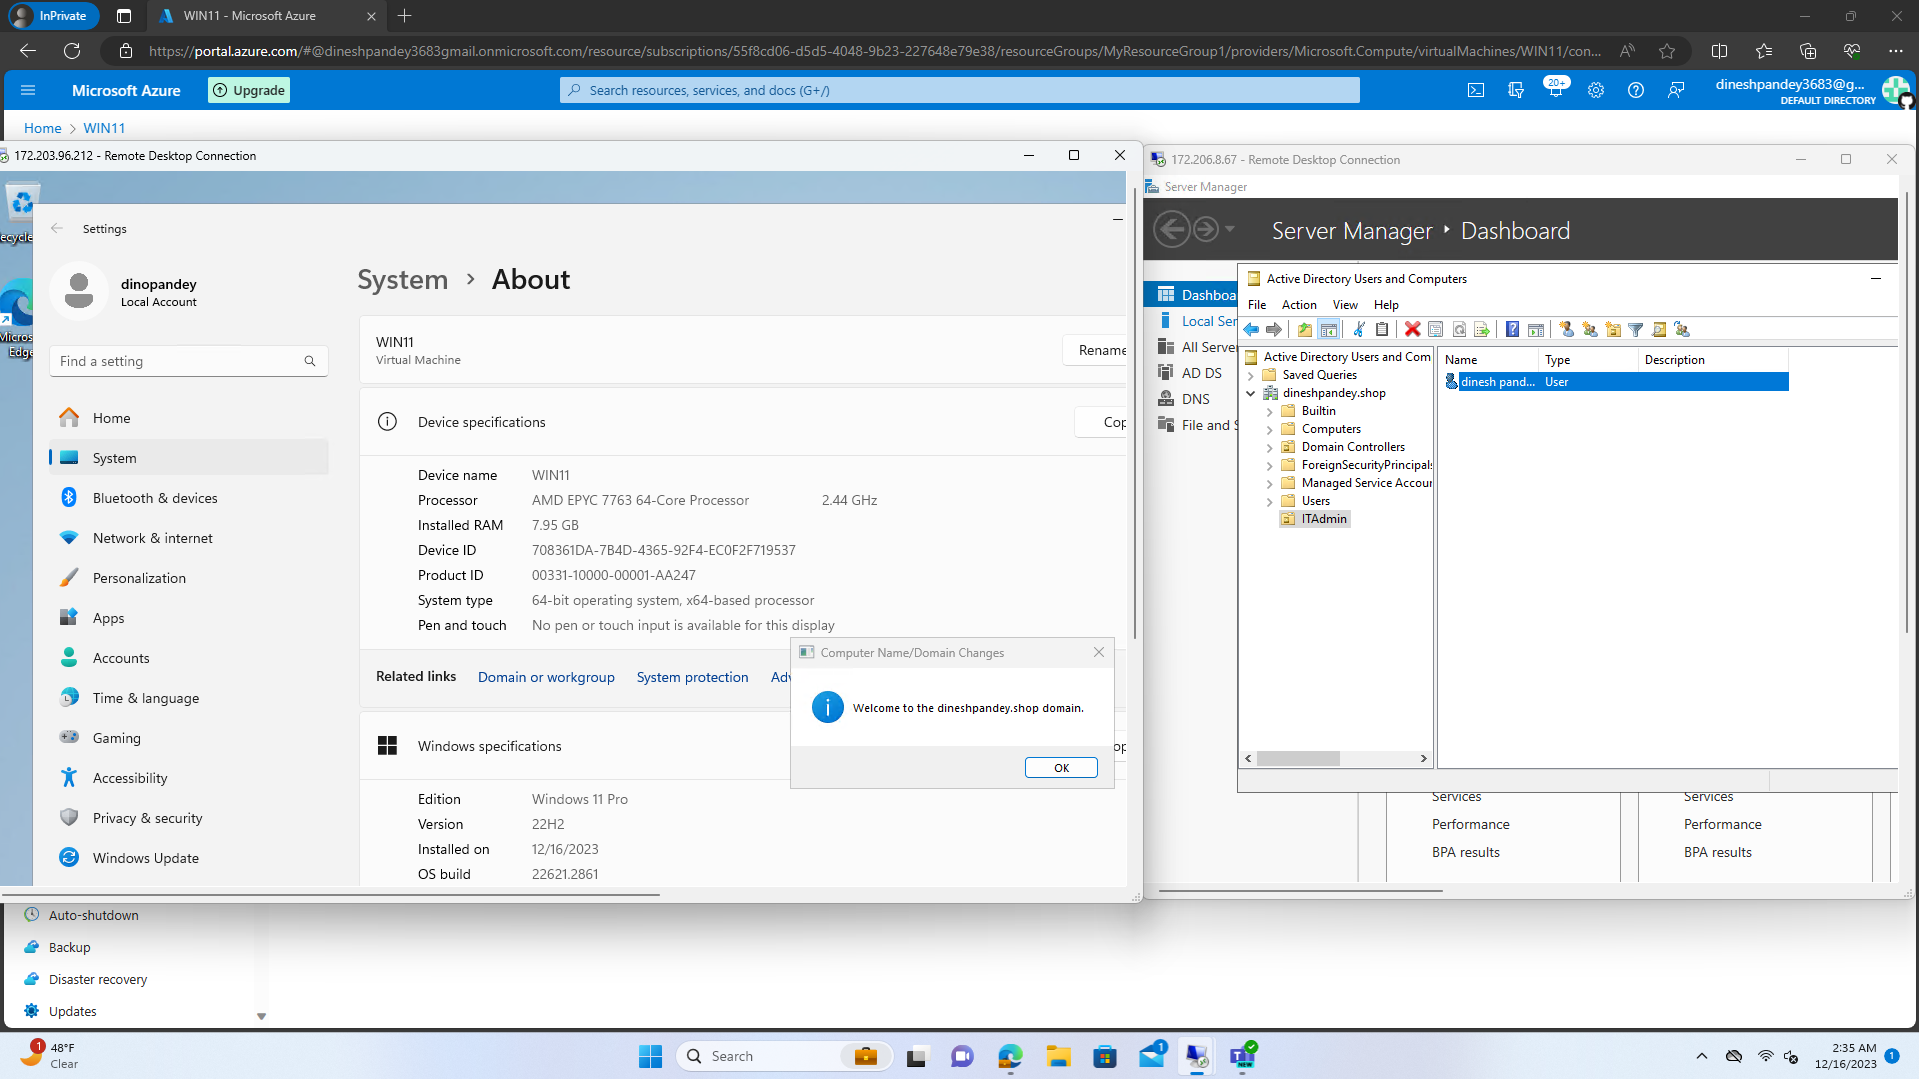 InPrivate
WIN11 - Microsoft Azure
https://portal.azure.com/#@dineshpandey3683gmail.onmicrosoft.com/resource/subscriptions/55f8cd06-d5d5-4048-9b23-227648e79e38/resourceGroups/MyResourceGroup1/providers/Microsoft.Compute/virtualMachines/WIN11/con...
Microsoft Azure
Upgrade
Search resources, services, and docs (G+/)
20+
dineshpandey3683@g...
DEFAULT DIRECTORY
Home
WIN11
172.203.96.212 - Remote Desktop Connection
ecycle
Micros
Edge
Settings
dinopandey
Local Account
Find a setting
Home
System
Bluetooth & devices
Network & internet
Personalization
Apps
Accounts
Time & language
Gaming
Accessibility
Privacy & security
Windows Update
System > About
WIN11
Virtual Machine
Rename
Device specifications
Cop
Device name WIN11
Processor AMD EPYC 7763 64-Core Processor 2.44 GHz
Installed RAM 7.95 GB
Device ID 708361DA-7B4D-4365-92F4-EC0F2F719537
Product ID 00331-10000-00001-AA247
System type 64-bit operating system, x64-based processor
Pen and touch No pen or touch input is available for this display
Related links Domain or workgroup System protection Adv
Windows specifications
op
Edition Windows 11 Pro
Version 22H2
Installed on 12/16/2023
OS build 22621.2861
Computer Name/Domain Changes
Welcome to the dineshpandey.shop domain.
OK
172.206.8.67 - Remote Desktop Connection
Server Manager
Server Manager Dashboard
Dashboa
Local Ser
All Server
AD DS
DNS
File and S
Active Directory Users and Computers
File Action View Help
Active Directory Users and Com
Saved Queries
dineshpandey.shop
Builtin
Computers
Domain Controllers
ForeignSecurityPrincipals
Managed Service Accour
Users
ITAdmin
Name Type Description
dinesh pand... User
Services
Performance
BPA results
Services
Performance
BPA results
Auto-shutdown
Backup
Disaster recovery
Updates
1
48°F
Clear
Search
1
NEW
2:35 AM
12/16/2023
1